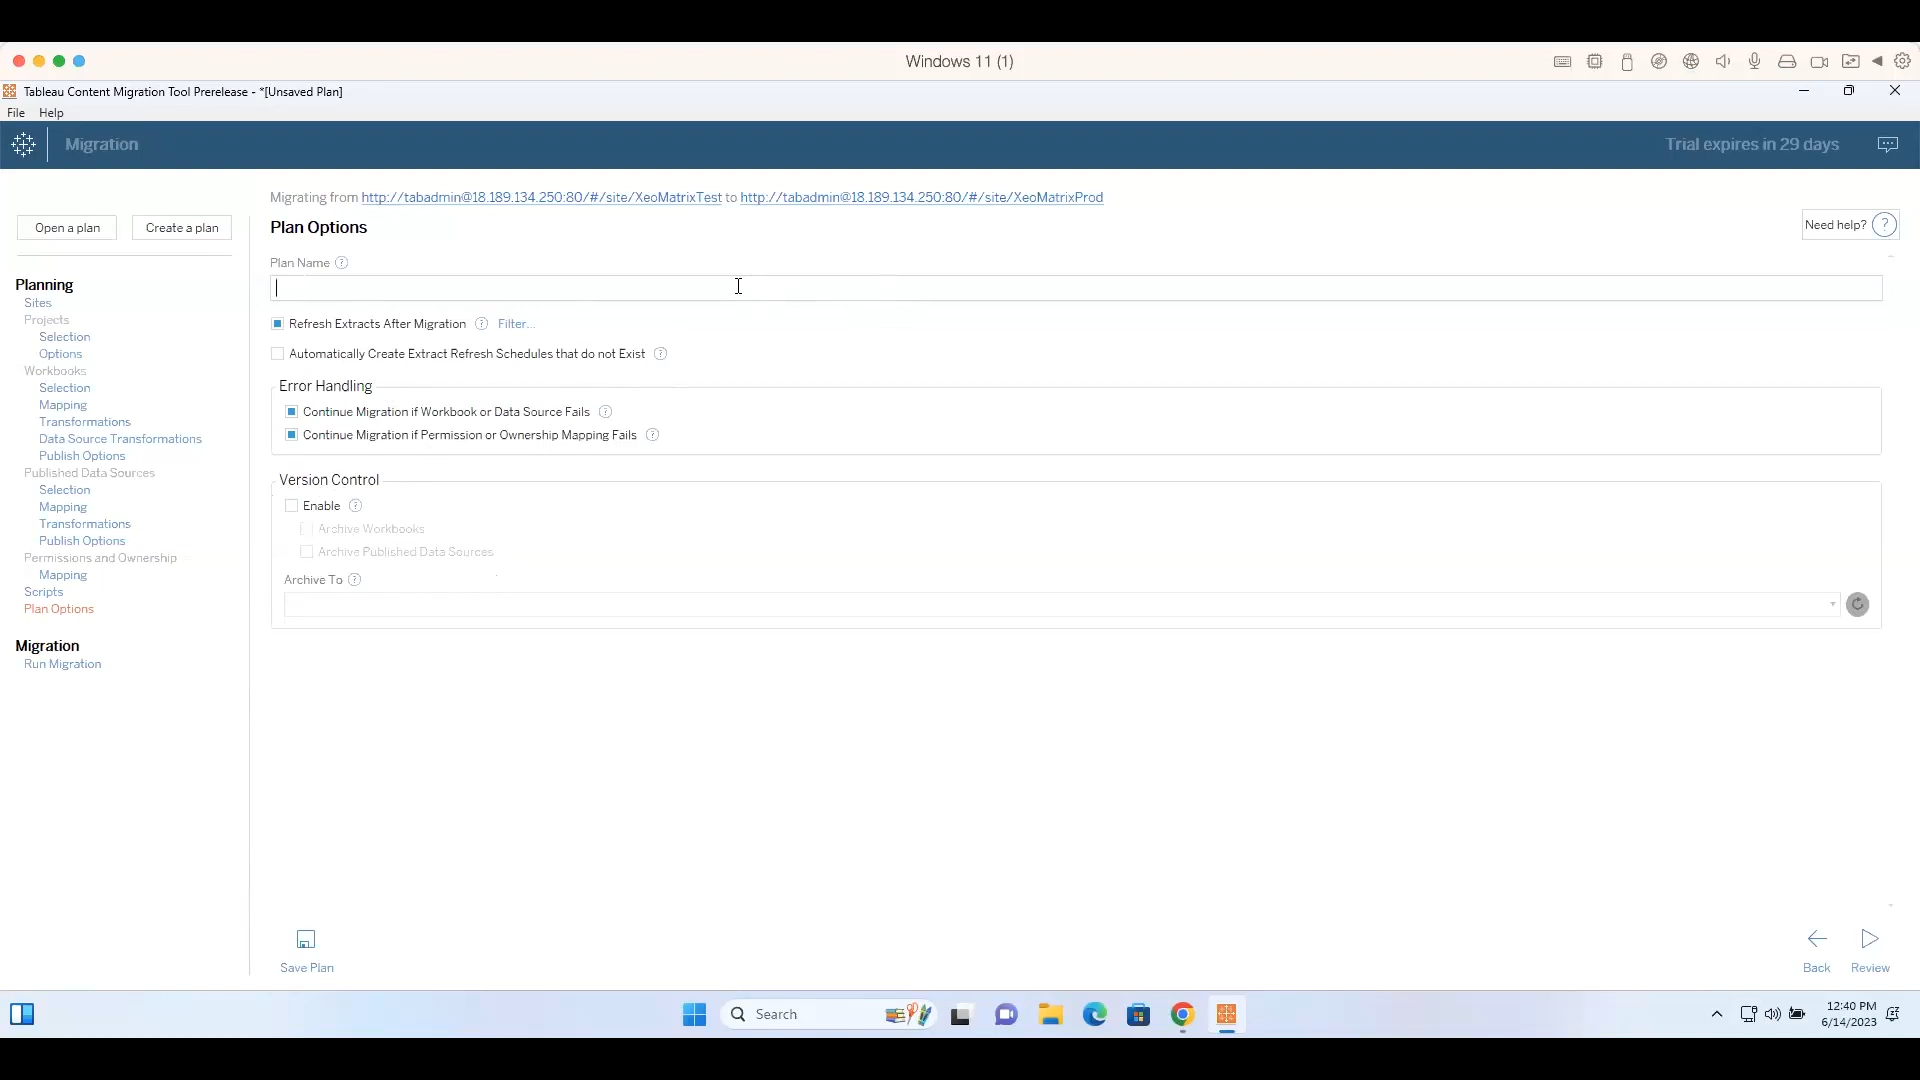 Windows 11 (1)
Tableau Content Migration Tool Prerelease - *[Unsaved Plan]
File Help
Migration
Trial expires in 29 days
Migrating from http://tabadmin@18.189.134.250:80/#/site/XeoMatrixTest to http://tabadmin@18.189.134.250:80/#/site/XeoMatrixProd
Open a plan
Create a plan
Plan Options
Need help? ?
Plan Name ?
Refresh Extracts After Migration ? Filter...
Automatically Create Extract Refresh Schedules that do not Exist ?
Error Handling
Continue Migration if Workbook or Data Source Fails ?
Continue Migration if Permission or Ownership Mapping Fails ?
Version Control
Enable ?
Archive Workbooks
Archive Published Data Sources
Archive To ?
Planning
Sites
Projects
Selection
Options
Workbooks
Selection
Mapping
Transformations
Data Source Transformations
Publish Options
Published Data Sources
Selection
Mapping
Transformations
Publish Options
Permissions and Ownership
Mapping
Scripts
Plan Options
Migration
Run Migration
Save Plan
Back
Review
Search
12:40 PM
6/14/2023